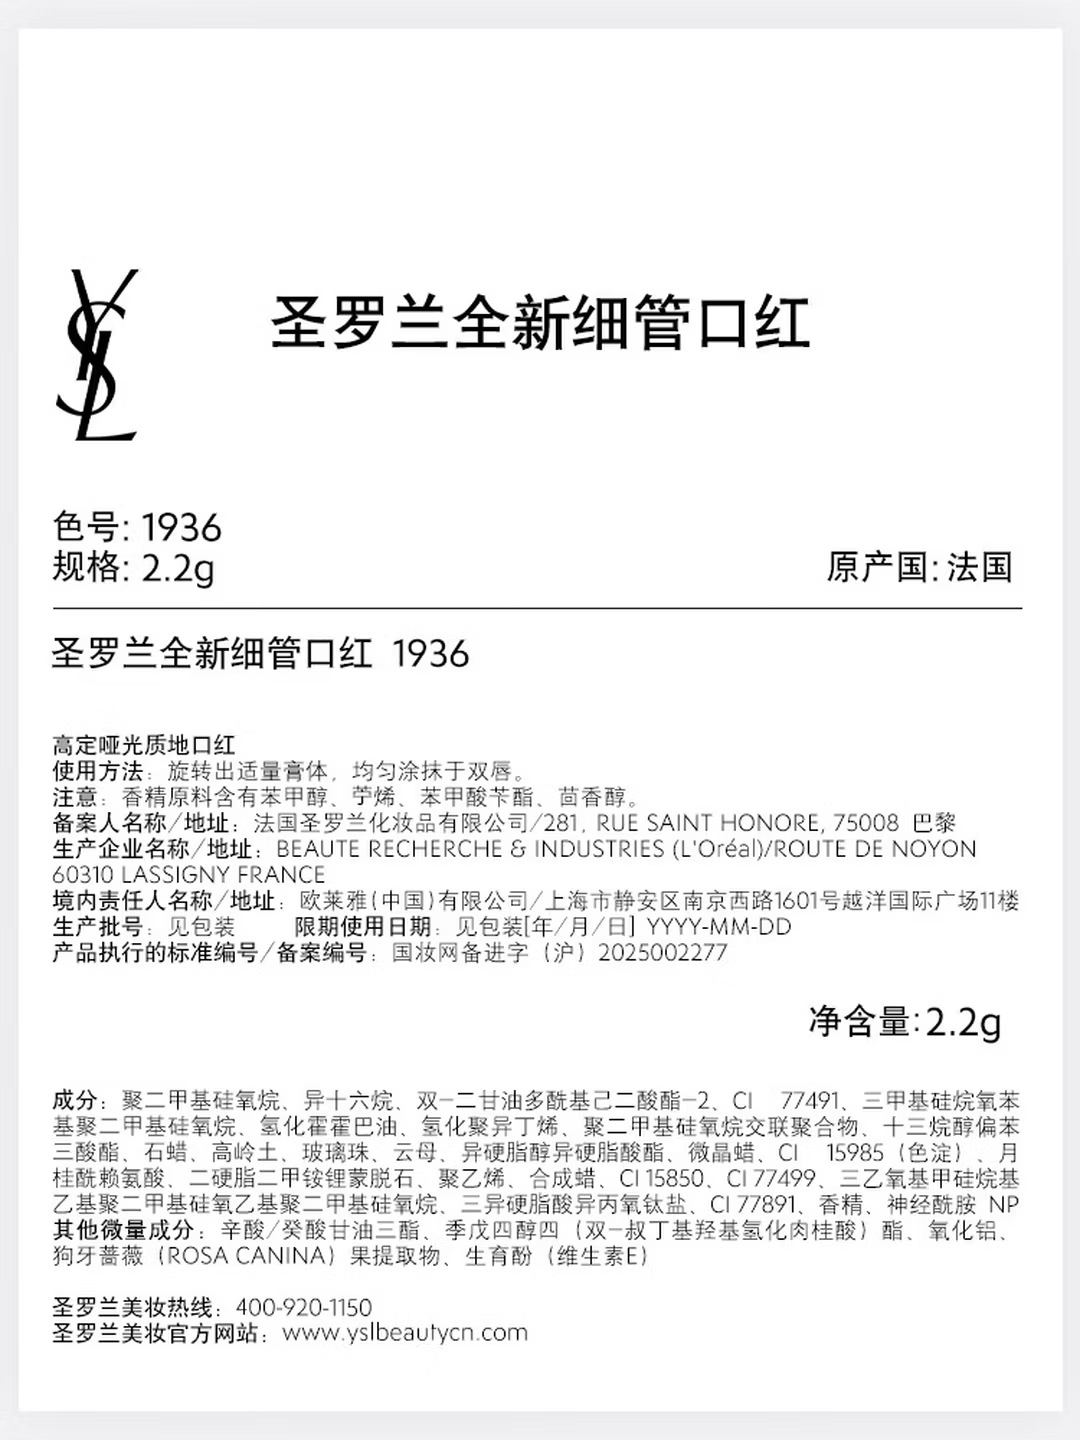 YSL
圣罗兰全新细管口红
色号: 1936
规格: 2.2g
原产国: 法国
圣罗兰全新细管口红 1936
高定哑光质地口红
使用方法：旋转出适量膏体，均匀涂抹于双唇。
注意：香精原料含有苯甲醇、苧烯、苯甲酸苄酯、茴香醇。
备案人名称/地址：法国圣罗兰化妆品有限公司/281, RUE SAINT HONORE, 75008 巴黎
生产企业名称/地址：BEAUTE RECHERCHE & INDUSTRIES (L'Oréal)/ROUTE DE NOYON
60310 LASSIGNY FRANCE
境内责任人名称/地址：欧莱雅(中国)有限公司/上海市静安区南京西路1601号越洋国际广场11楼
生产批号：见包装 限期使用日期：见包装[年/月/日] YYYY-MM-DD
产品执行的标准编号/备案编号：国妆网备进字（沪）2025002277
净含量:2.2g
成分：聚二甲基硅氧烷、异十六烷、双-二甘油多酰基己二酸酯-2、CI 77491、三甲基硅烷氧苯
基聚二甲基硅氧烷、氢化霍霍巴油、氢化聚异丁烯、聚二甲基硅氧烷交联聚合物、十三烷醇偏苯
三酸酯、石蜡、高岭土、玻璃珠、云母、异硬脂醇异硬脂酸酯、微晶蜡、CI 15985（色淀）、月
桂酰赖氨酸、二硬脂二甲铵锂蒙脱石、聚乙烯、合成蜡、CI 15850、CI 77499、三乙氧基甲硅烷基
乙基聚二甲基硅氧乙基聚二甲基硅氧烷、三异硬脂酸异丙氧钛盐、CI 77891、香精、神经酰胺 NP
其他微量成分：辛酸/癸酸甘油三酯、季戊四醇四（双-叔丁基羟基氢化肉桂酸）酯、氧化铝、
狗牙蔷薇（ROSA CANINA）果提取物、生育酚（维生素E）
圣罗兰美妆热线：400-920-1150
圣罗兰美妆官方网站：www.yslbeautycn.com